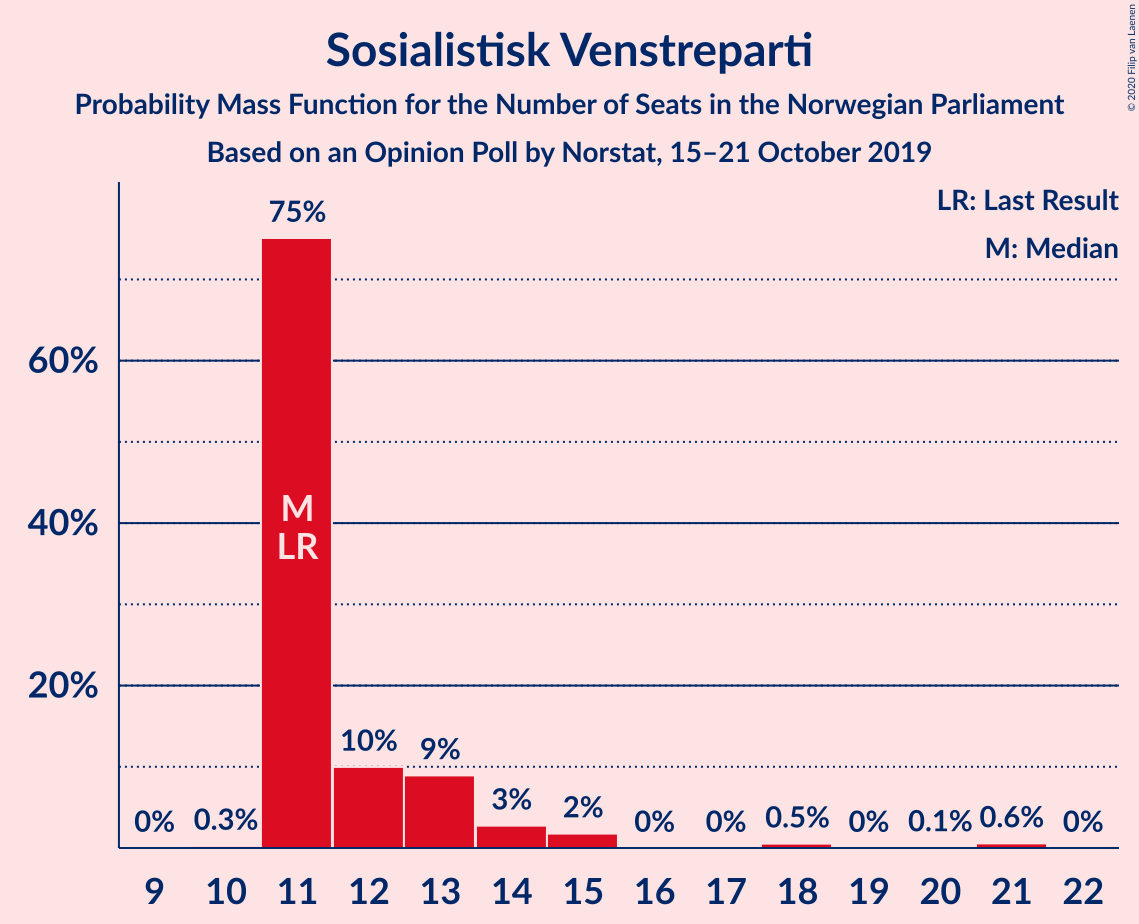 Sosialistisk Venstreparti
Probability Mass Function for the Number of Seats in the Norwegian Parliament
Based on an Opinion Poll by Norstat, 15–21 October 2019
© 2020 Filip van Laenen
LR: Last Result
M: Median
75%
60%
40%
20%
M
LR
0% 0.3% 10% 9% 3% 2% 0% 0% 0.5% 0% 0.1% 0.6% 0%
9 10 11 12 13 14 15 16 17 18 19 20 21 22